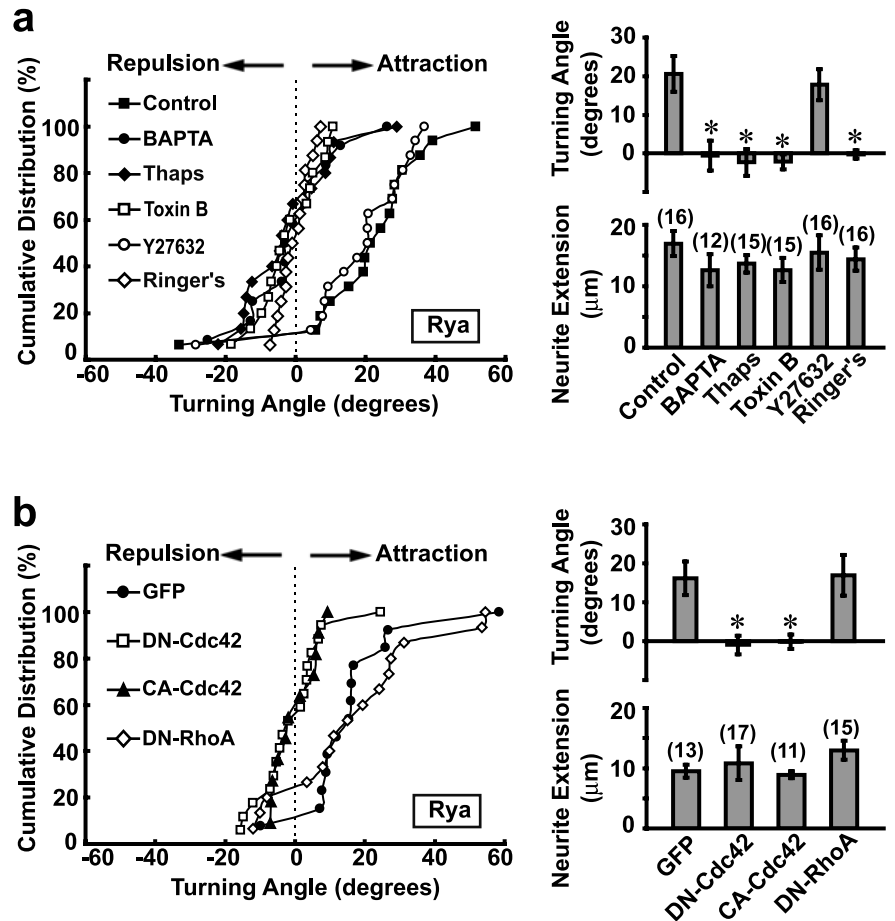 a
Repulsion
Attraction
Control
BAPTA
Thaps
Toxin B
Y27632
Ringer's
Cumulative Distribution (%)
100
80
60
40
20
0
-60
-40
-20
0
20
40
60
Turning Angle (degrees)
Rya
Turning Angle
(degrees)
30
20
10
0
-10
*
*
*
*
Neurite Extension
(μm)
20
10
0
(16)
(12)
(15)
(15)
(16)
(16)
Control
BAPTA
Thaps
Toxin B
Y27632
Ringer's
b
Repulsion
Attraction
GFP
DN-Cdc42
CA-Cdc42
DN-RhoA
Cumulative Distribution (%)
100
80
60
40
20
0
-60
-40
-20
0
20
40
60
Turning Angle (degrees)
Rya
Turning Angle
(degrees)
30
20
10
0
-10
*
*
Neurite Extension
(μm)
20
10
0
(13)
(17)
(11)
(15)
GFP
DN-Cdc42
CA-Cdc42
DN-RhoA